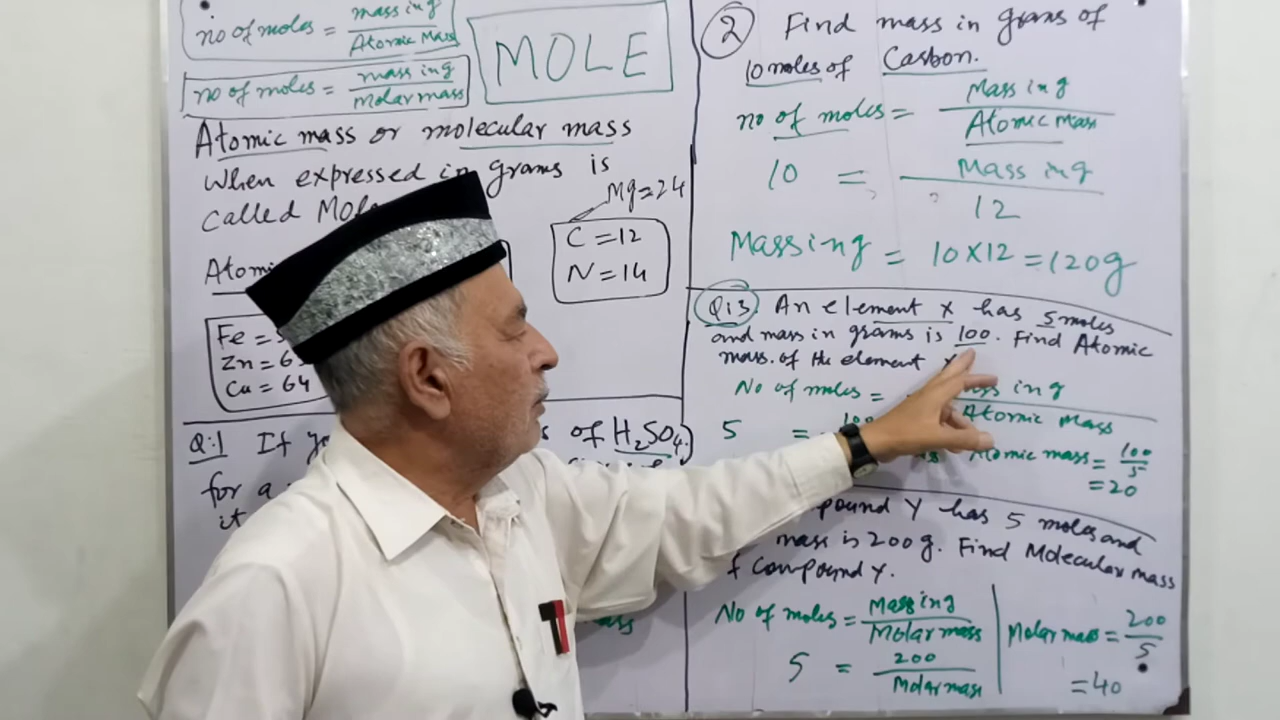 no of moles = mass in g
Atomic Mass
no of moles = mass in g
Molar mass
MOLE
Atomic mass or molecular mass
when expressed in grams is
called
Mg=24
C = 12
N = 14
Fe =
Zn = 6
Cu = 64
Q:1 If of H2SO4
for a
it
② Find mass in grams of
10 moles of Carbon.
no of moles = Mass in g
Atomic Mass
10 = Mass in g
12
Mass in g = 10×12 = 120g
Q:3 An element X has 5 moles
and mass in grams is 100. Find Atomic
mass. of the element
No of moles = in g
Atomic Mass
5 = 100
Atomic mass = 100
5
= 20
Y has 5 moles and
mass is 200g. Find Molecular mass
f Compound Y.
No of moles = Mass in g
Molar mass
5 = 200
Molar mass
Molar mass = 200
5
= 40